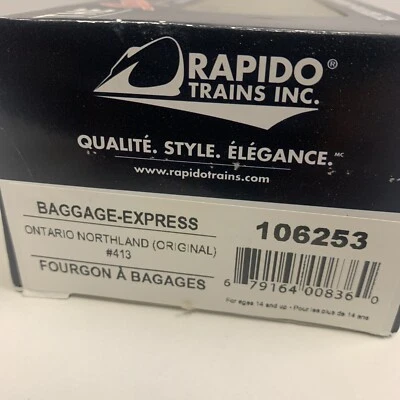 RAPIDO®
TRAINS INC.
QUALITÉ. STYLE. ÉLÉGANCE.MC
www.rapidotrains.com
BAGGAGE-EXPRESS
ONTARIO NORTHLAND (ORIGINAL)
#413
FOURGON À BAGAGES
106253
6 79164 00836 0
For ages 14 and up • Pour les plus de 14 ans